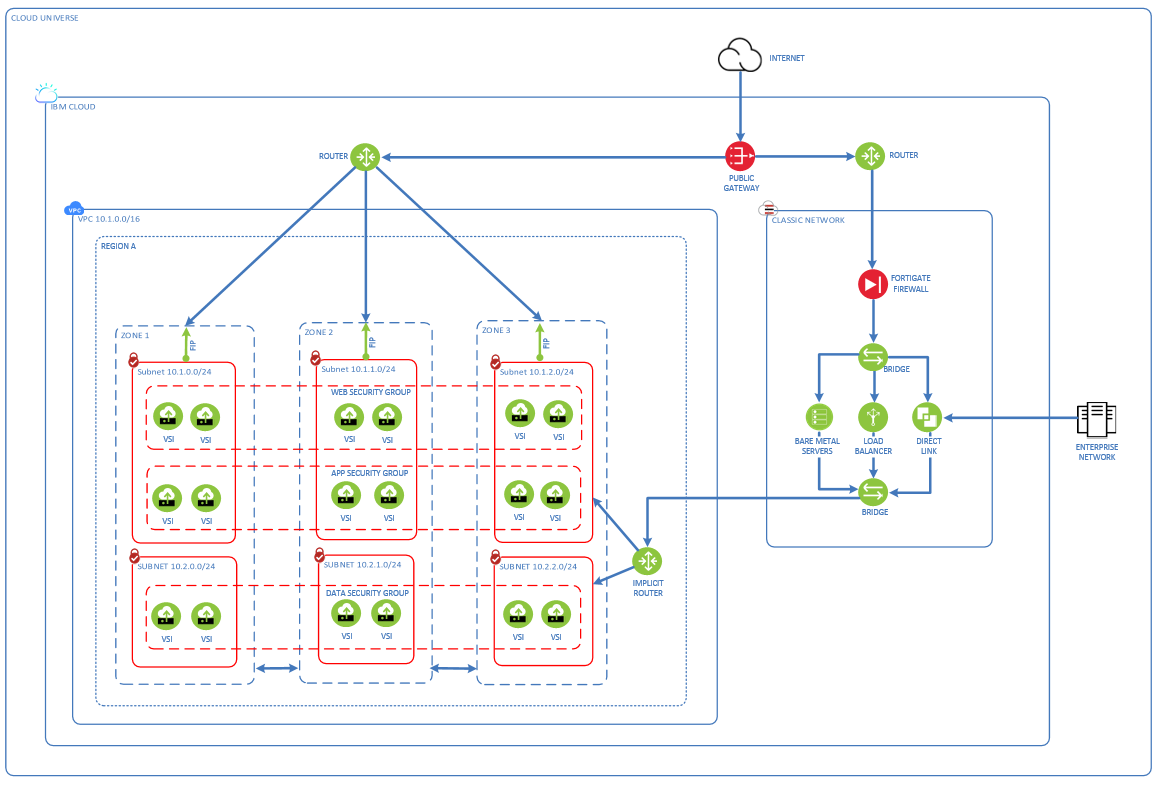 CLOUD UNIVERSE
INTERNET
IBM CLOUD
ROUTER
PUBLIC
GATEWAY
ROUTER
VPC
VPC 10.1.0.0/16
CLASSIC NETWORK
REGION A
FORTIGATE
FIREWALL
ZONE 1
ZONE 2
ZONE 3
FIP
FIP
FIP
Subnet 10.1.0.0/24
Subnet 10.1.1.0/24
Subnet 10.1.2.0/24
BRIDGE
WEB SECURITY GROUP
VSI
VSI
VSI
VSI
VSI
VSI
BARE METAL
SERVERS
LOAD
BALANCER
DIRECT
LINK
ENTERPRISE
NETWORK
APP SECURITY GROUP
VSI
VSI
VSI
VSI
VSI
VSI
BRIDGE
SUBNET 10.2.0.0/24
SUBNET 10.2.1.0/24
SUBNET 10.2.2.0/24
IMPLICIT
ROUTER
DATA SECURITY GROUP
VSI
VSI
VSI
VSI
VSI
VSI